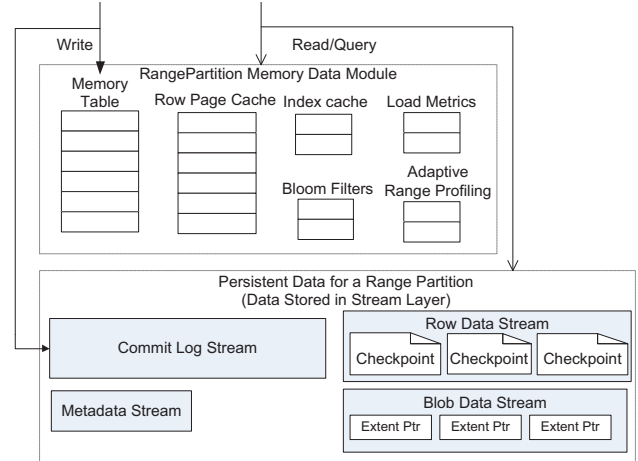 Write
Read/Query
RangePartition Memory Data Module
Memory
Table
Row Page Cache
Index cache
Load Metrics
Bloom Filters
Adaptive
Range Profiling
Persistent Data for a Range Partition
(Data Stored in Stream Layer)
Commit Log Stream
Row Data Stream
Checkpoint
Checkpoint
Checkpoint
Metadata Stream
Blob Data Stream
Extent Ptr
Extent Ptr
Extent Ptr